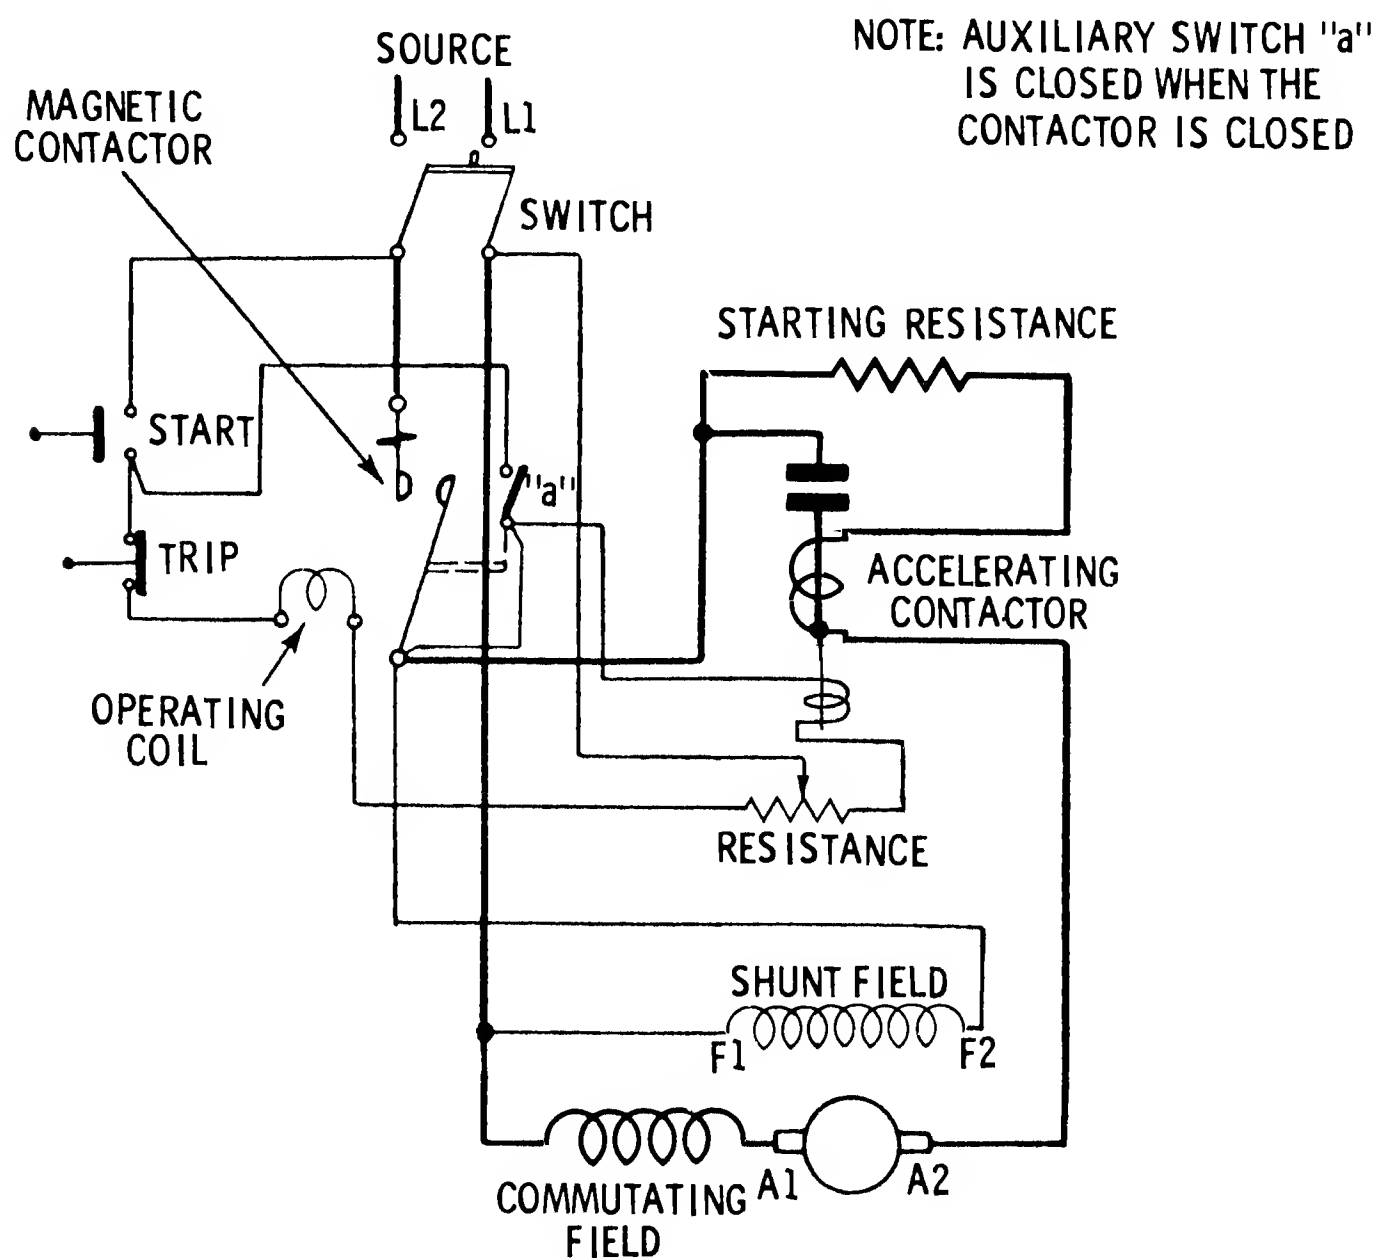 SOURCE
L2
L1
NOTE: AUXILIARY SWITCH "a"
IS CLOSED WHEN THE
CONTACTOR IS CLOSED
MAGNETIC
CONTACTOR
SWITCH
STARTING RESISTANCE
START
"a"
TRIP
ACCELERATING
CONTACTOR
OPERATING
COIL
RESISTANCE
SHUNT FIELD
F1
F2
COMMUTATING
FIELD
A1
A2